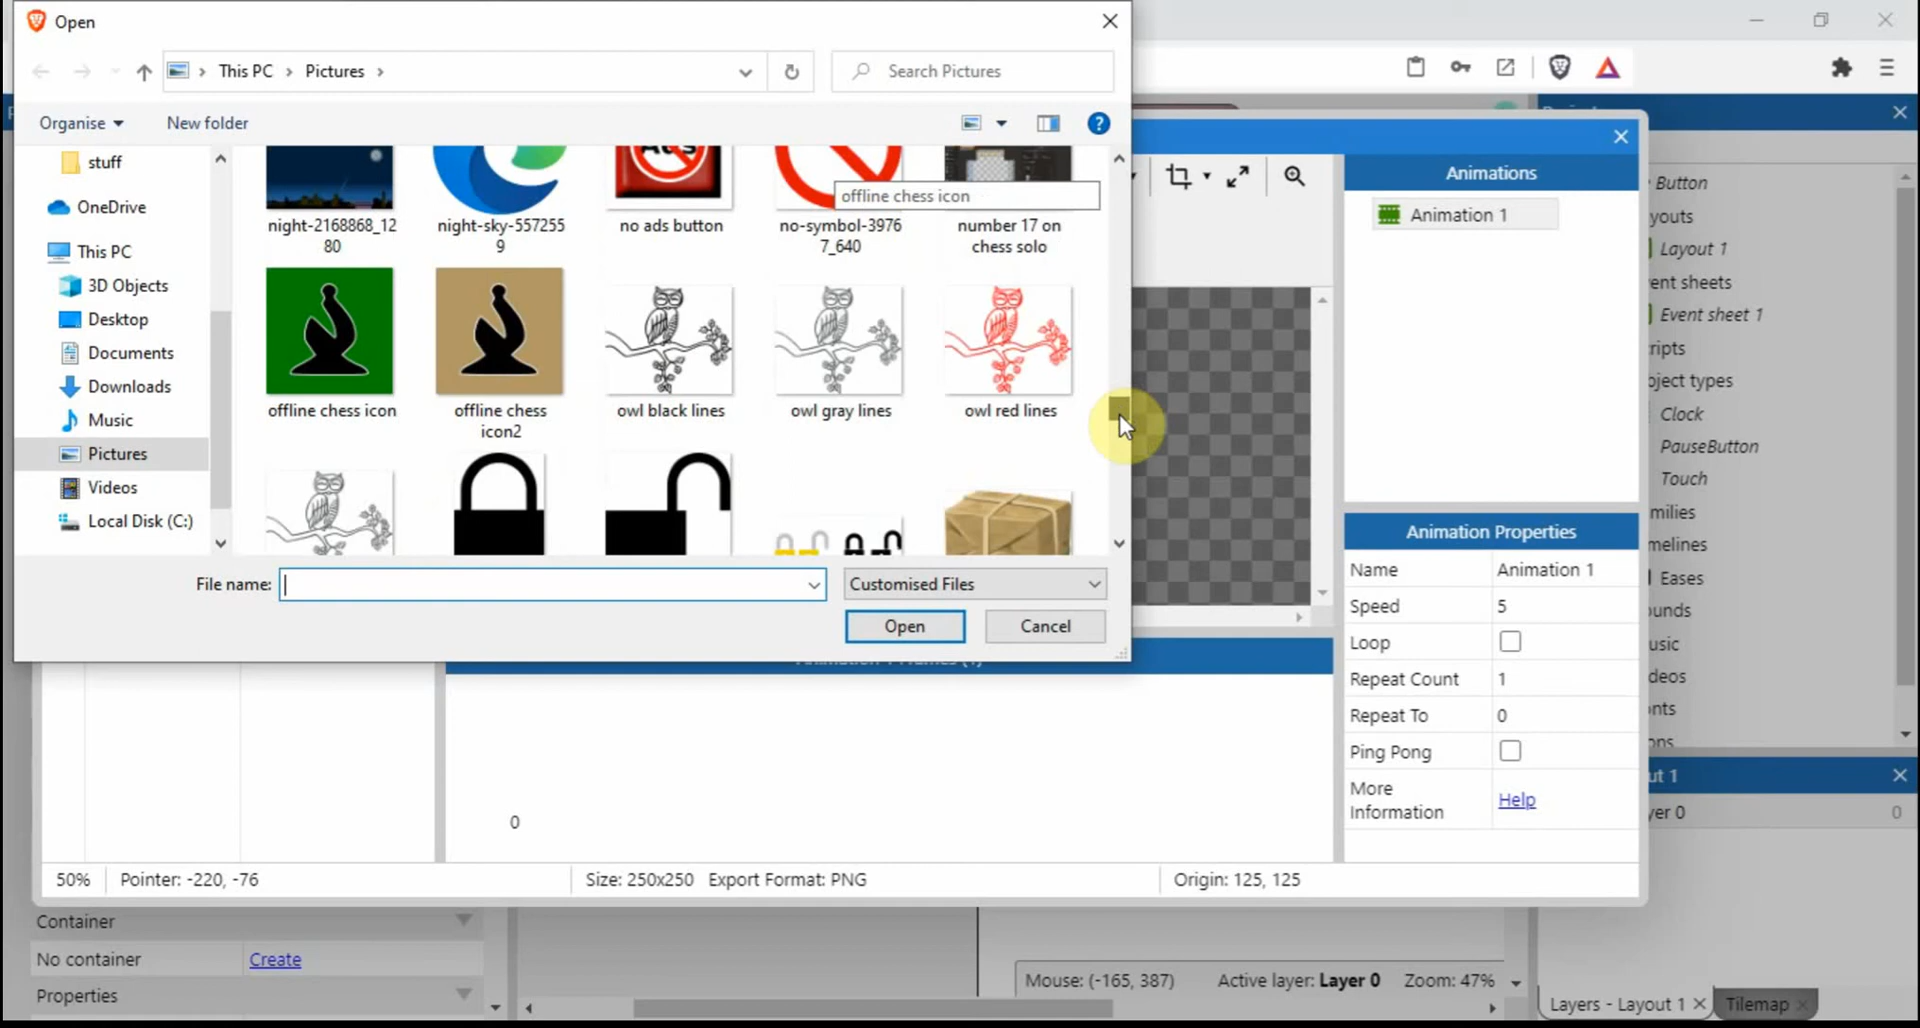 Open
This PC
Pictures
Search Pictures
Organise
New folder
stuff
OneDrive
This PC
3D Objects
Desktop
Documents
Downloads
Music
Pictures
Videos
Local Disk (C:)
night-2168868_12
80
night-sky-557255
9
no ads button
no-symbol-3976
7_640
number 17 on
chess solo
offline chess icon
offline chess icon
offline chess
icon2
owl black lines
owl gray lines
owl red lines
File name:
Customised Files
Open
Cancel
Animations
Animation 1
Animation Properties
Name Animation 1
Speed 5
Loop
Repeat Count 1
Repeat To 0
Ping Pong
More
Information
Help
0
50%
Pointer: -220, -76
Size: 250x250 Export Format: PNG
Origin: 125, 125
Container
No container Create
Properties
Mouse: (-165, 387) Active layer: Layer 0 Zoom: 47%
Button
youts
Layout 1
ent sheets
Event sheet 1
ripts
ject types
Clock
PauseButton
Touch
milies
melines
Eases
unds
usic
deos
nts
ut 1
yer 0 0
Layers - Layout 1
Tilemap